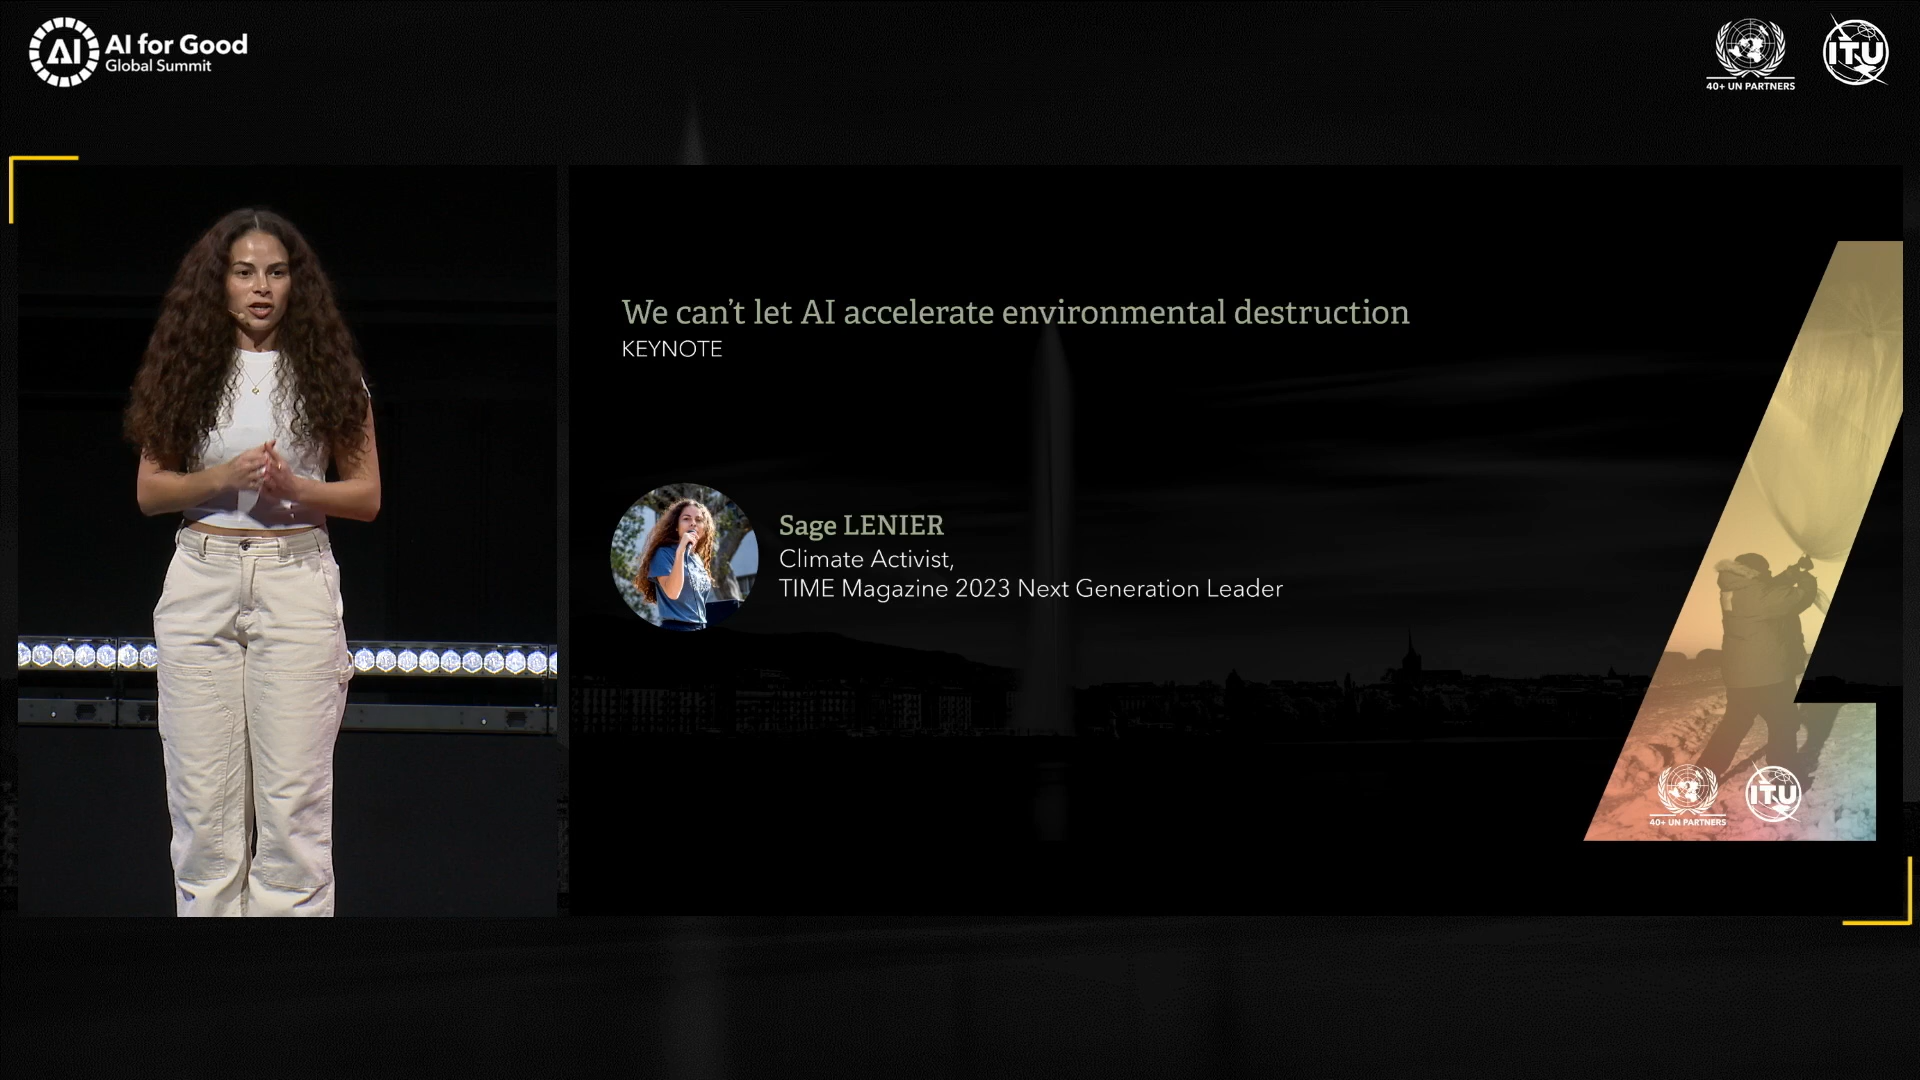 AI
AI for Good
Global Summit
40+ UN PARTNERS
ITU
We can't let AI accelerate environmental destruction
KEYNOTE
Sage LENIER
Climate Activist,
TIME Magazine 2023 Next Generation Leader
40+ UN PARTNERS
ITU